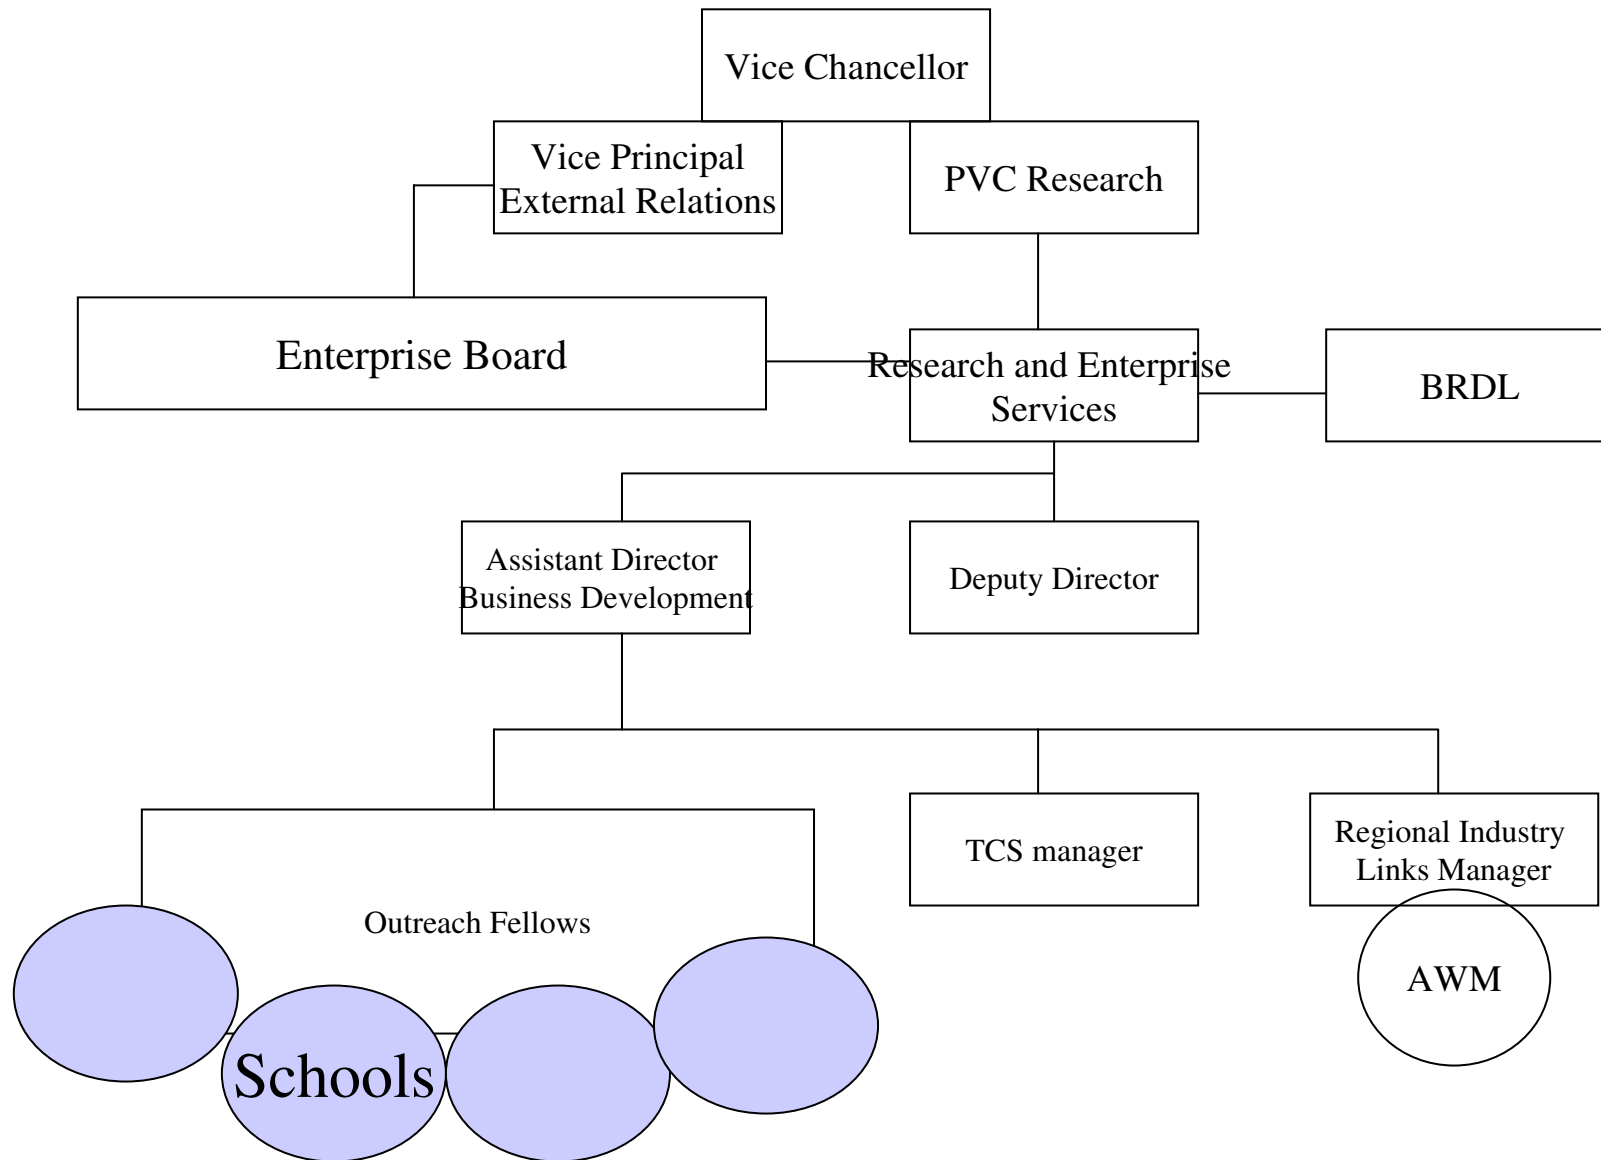 Vice Chancellor
Vice Principal
External Relations
PVC Research
Enterprise Board
Research and Enterprise
Services
BRDL
Assistant Director
Business Development
Deputy Director
TCS manager
Regional Industry
Links Manager
Outreach Fellows
AWM
Schools